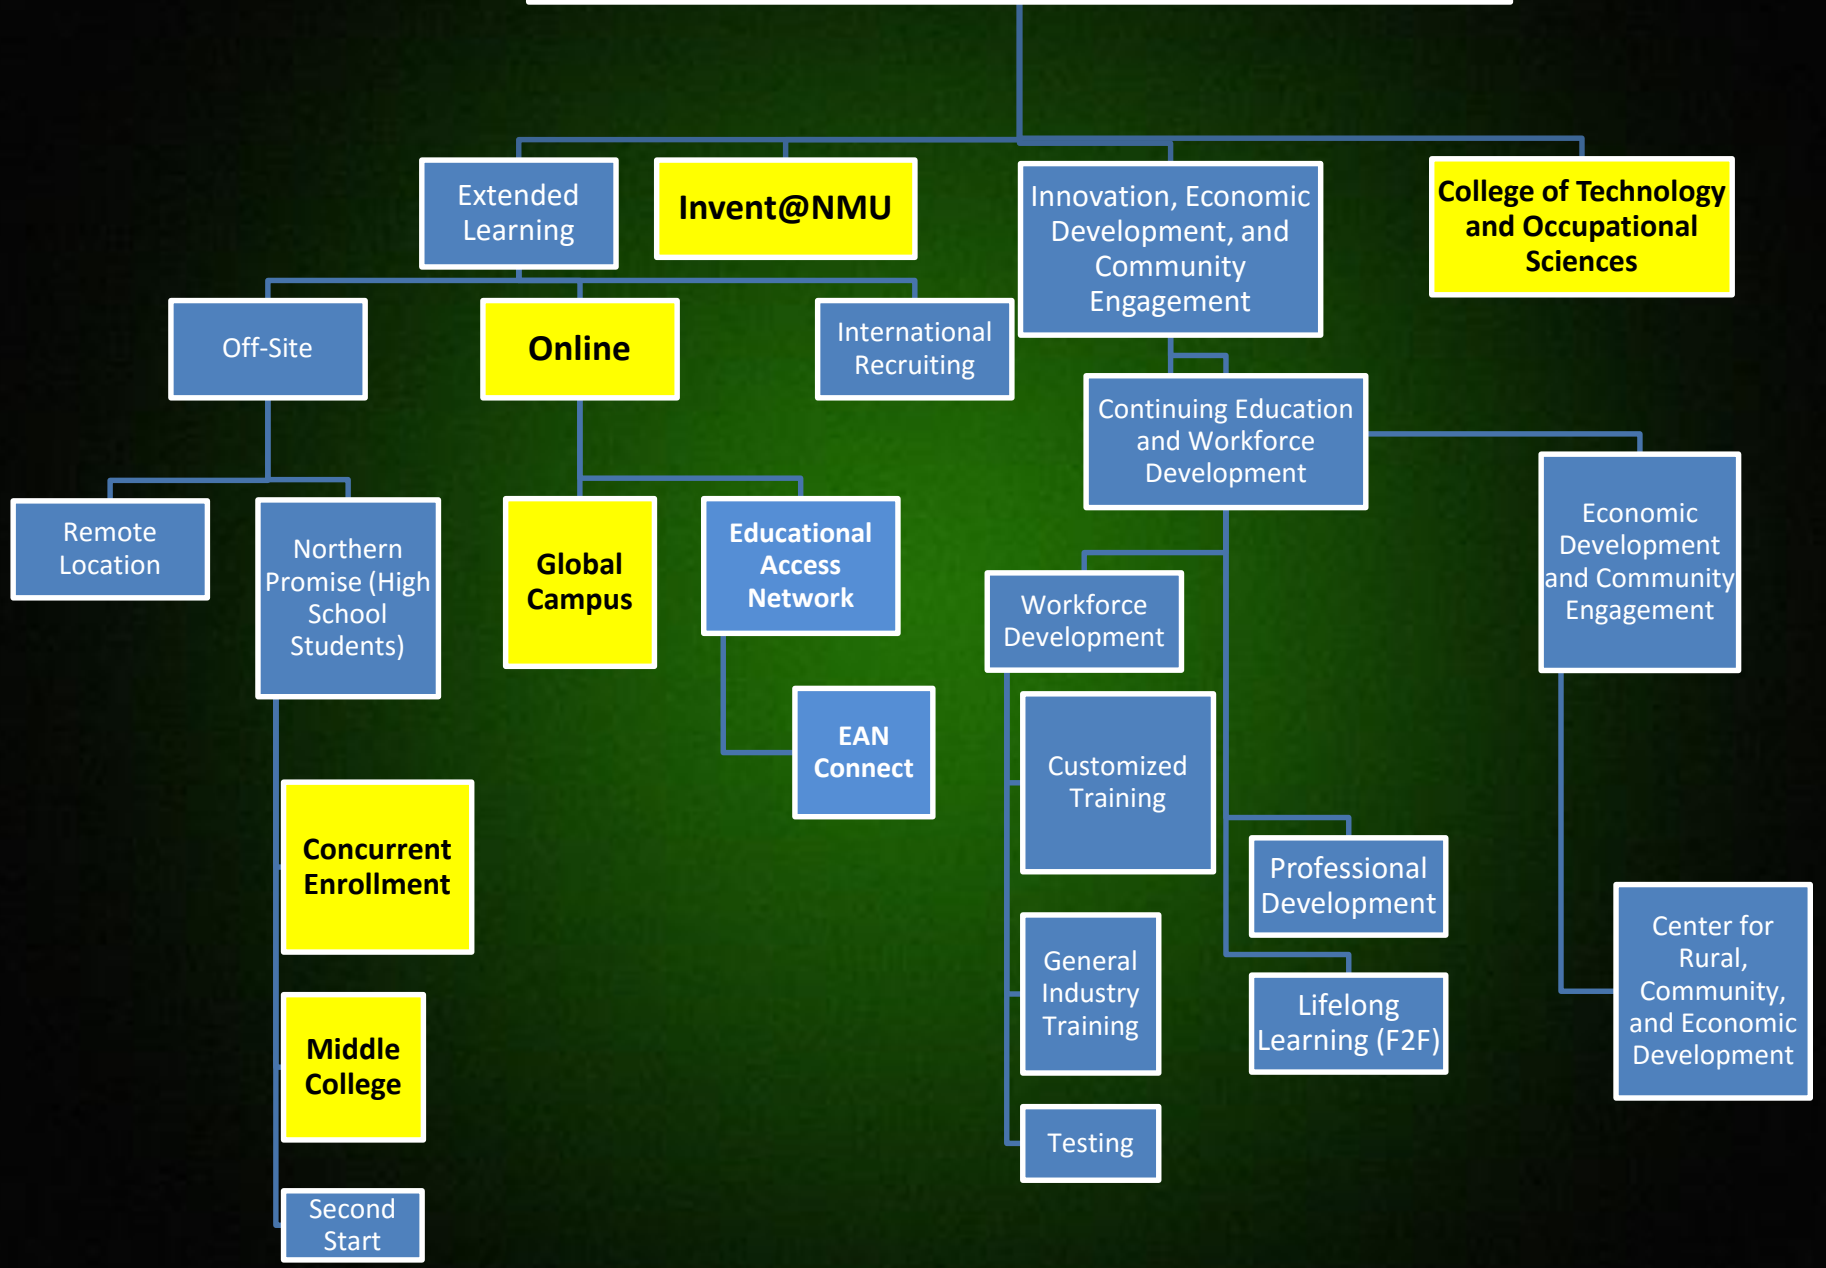 Extended
Learning
Invent@NMU
Innovation, Economic
Development, and
Community
Engagement
College of Technology
and Occupational
Sciences
Off-Site
Online
International
Recruiting
Continuing Education
and Workforce
Development
Remote
Location
Northern
Promise (High
School
Students)
Global
Campus
Educational
Access
Network
Workforce
Development
Economic
Development
and Community
Engagement
EAN
Connect
Customized
Training
Concurrent
Enrollment
Professional
Development
General
Industry
Training
Lifelong
Learning (F2F)
Center for
Rural,
Community,
and Economic
Development
Middle
College
Testing
Second
Start